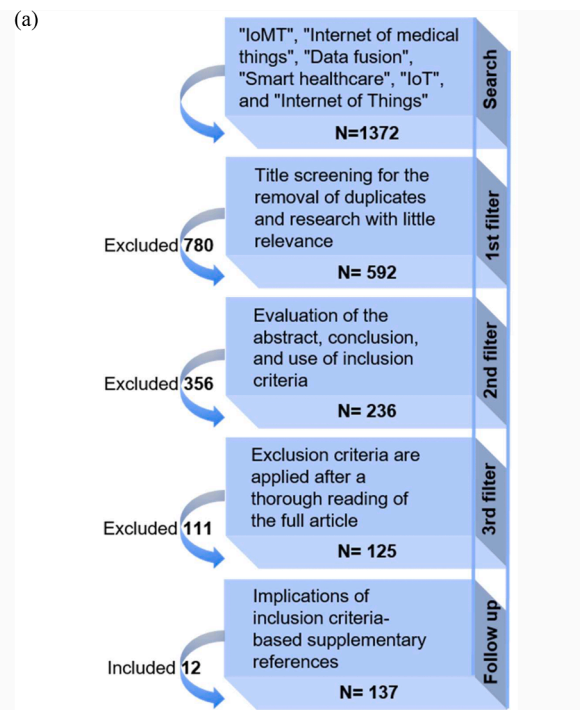 (a)
"IoMT", "Internet of medical
things", "Data fusion",
"Smart healthcare", "IoT",
and "Internet of Things"
N=1372
Search
Title screening for the
removal of duplicates
and research with little
relevance
N= 592
1st filter
Excluded 780
Evaluation of the
abstract, conclusion,
and use of inclusion
criteria
N= 236
2nd filter
Excluded 356
Exclusion criteria are
applied after a
thorough reading of
the full article
N= 125
3rd filter
Excluded 111
Implications of
inclusion criteria-
based supplementary
references
N= 137
Follow up
Included 12